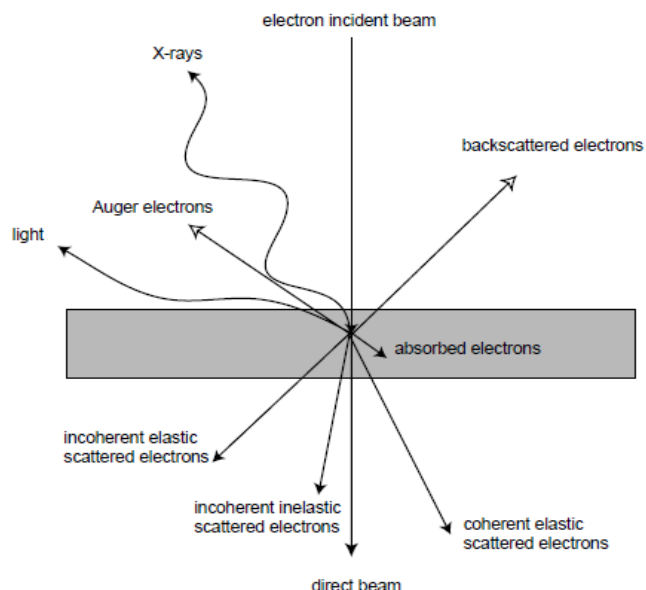 electron incident beam
X-rays
backscattered electrons
Auger electrons
light
absorbed electrons
incoherent elastic
scattered electrons
incoherent inelastic
scattered electrons
coherent elastic
scattered electrons
direct beam